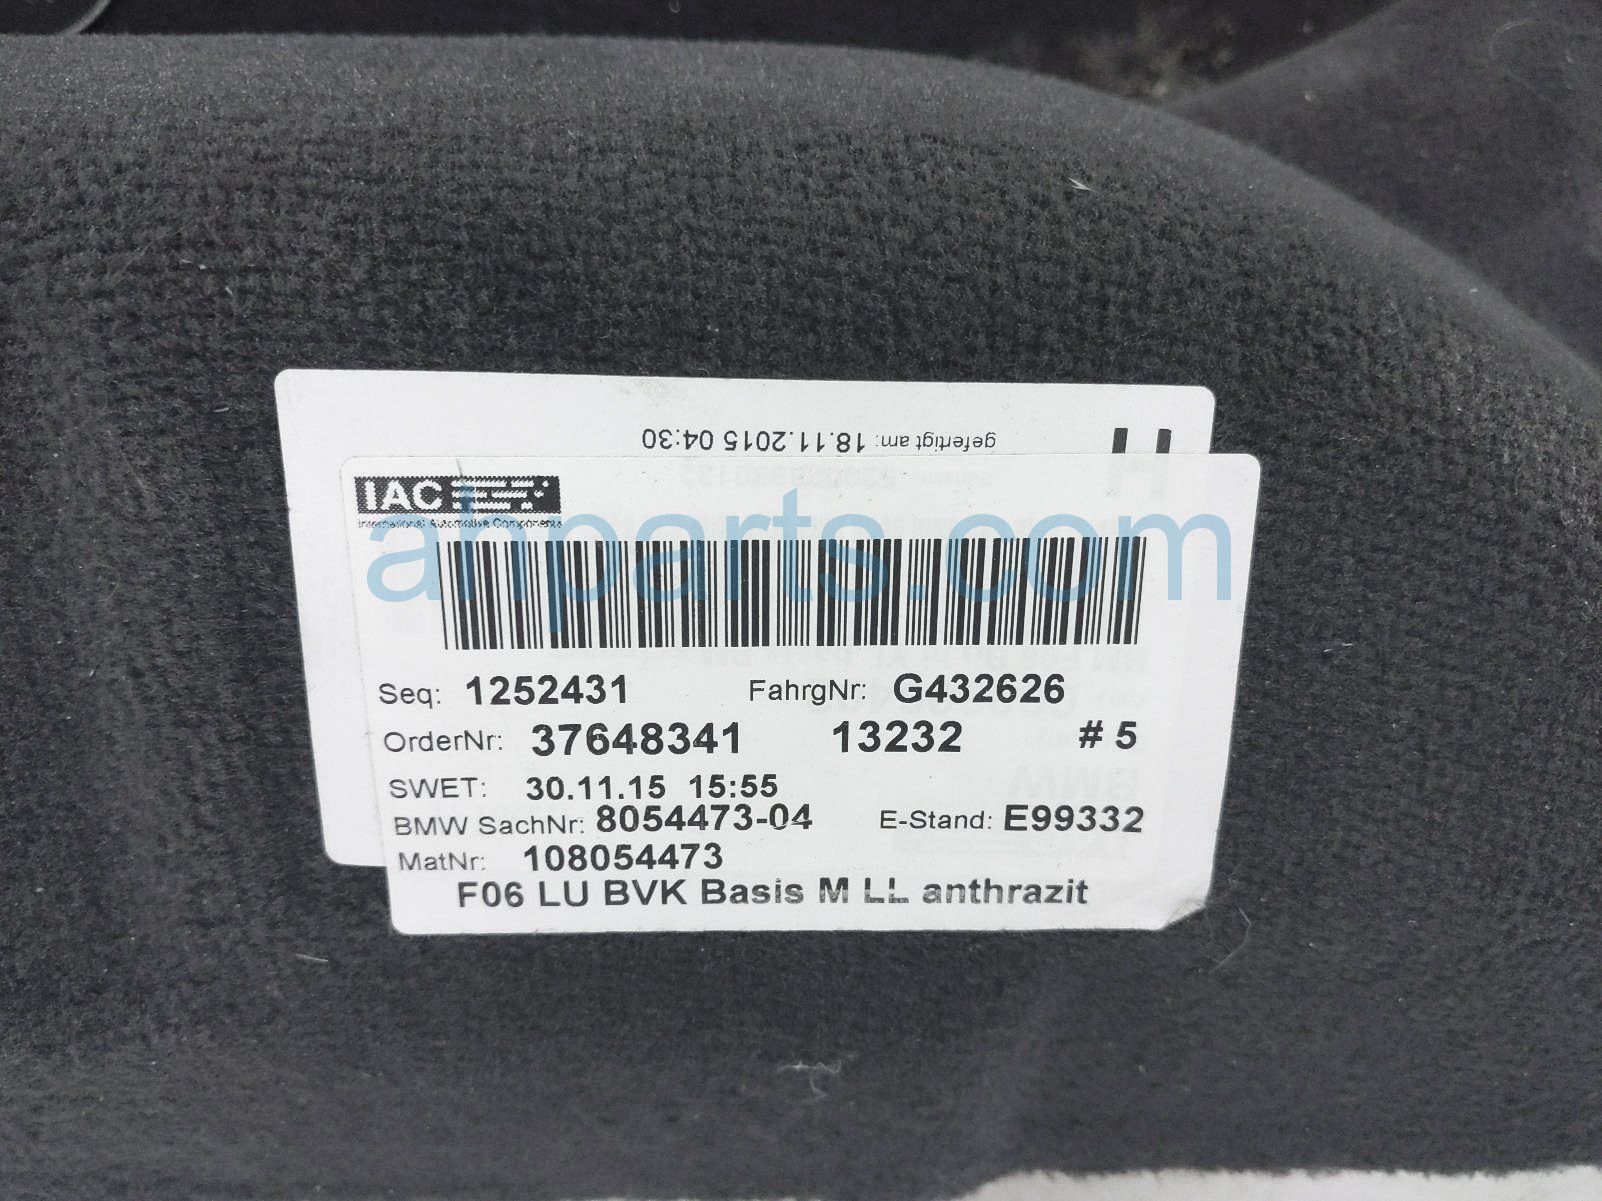 gefertigt am: 18.11.2015 04:30
H
IAC
International Automotive Components
ahparts.com
Seq: 1252431 FahrgNr: G432626
OrderNr: 37648341 13232 # 5
SWET: 30.11.15 15:55
BMW SachNr: 8054473-04 E-Stand: E99332
MatNr: 108054473
F06 LU BVK Basis M LL anthrazit